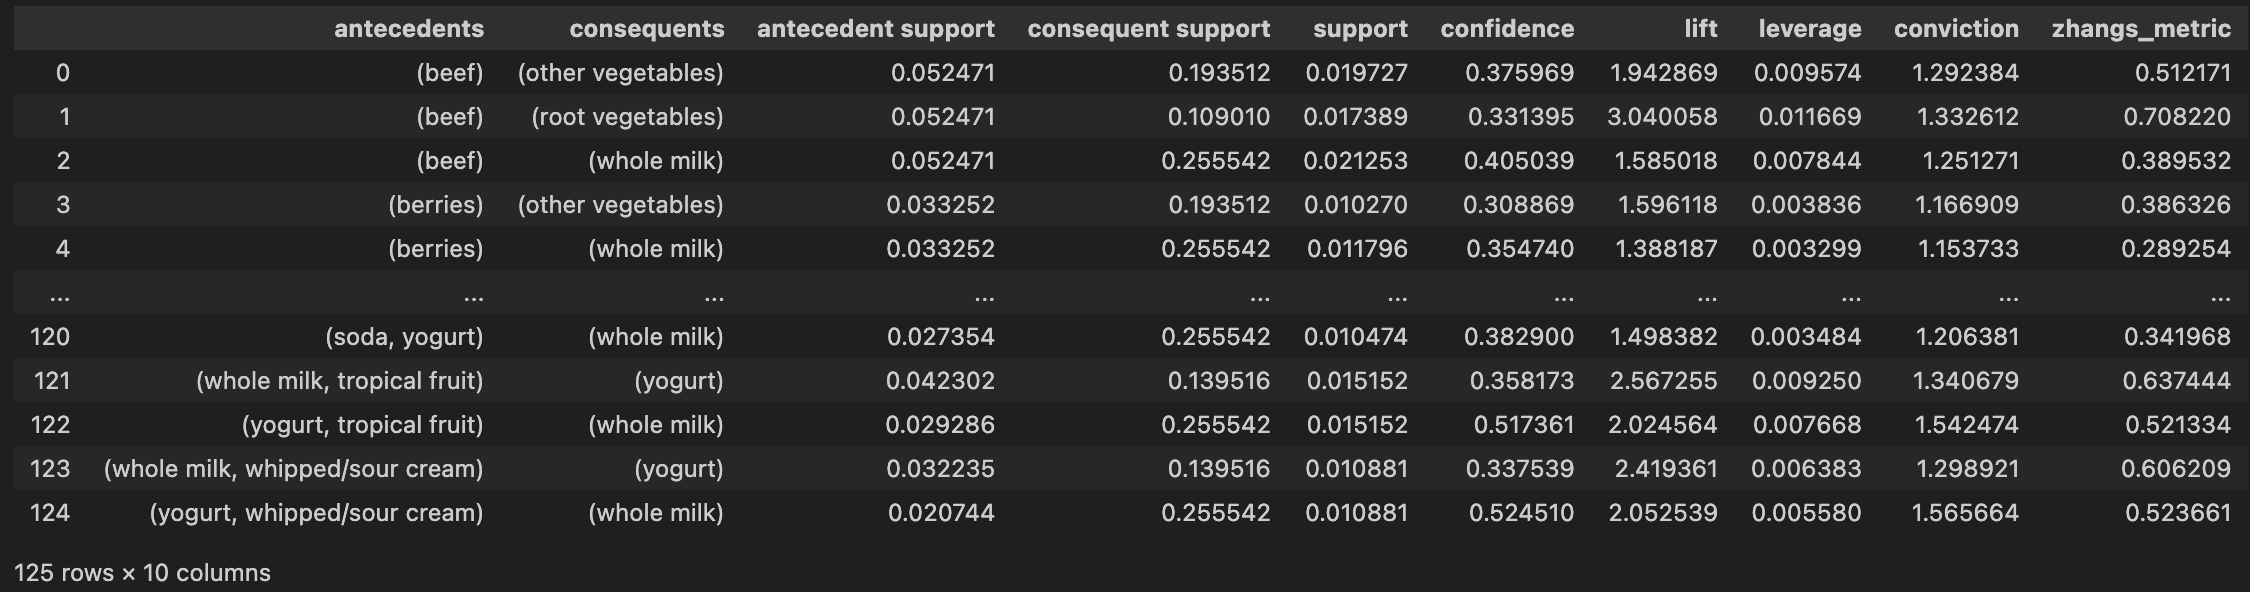 antecedents consequents antecedent support consequent support support confidence lift leverage conviction zhangs_metric
0 (beef) (other vegetables) 0.052471 0.193512 0.019727 0.375969 1.942869 0.009574 1.292384 0.512171
1 (beef) (root vegetables) 0.052471 0.109010 0.017389 0.331395 3.040058 0.011669 1.332612 0.708220
2 (beef) (whole milk) 0.052471 0.255542 0.021253 0.405039 1.585018 0.007844 1.251271 0.389532
3 (berries) (other vegetables) 0.033252 0.193512 0.010270 0.308869 1.596118 0.003836 1.166909 0.386326
4 (berries) (whole milk) 0.033252 0.255542 0.011796 0.354740 1.388187 0.003299 1.153733 0.289254
... ... ... ... ... ... ... ... ... ... ...
120 (soda, yogurt) (whole milk) 0.027354 0.255542 0.010474 0.382900 1.498382 0.003484 1.206381 0.341968
121 (whole milk, tropical fruit) (yogurt) 0.042302 0.139516 0.015152 0.358173 2.567255 0.009250 1.340679 0.637444
122 (yogurt, tropical fruit) (whole milk) 0.029286 0.255542 0.015152 0.517361 2.024564 0.007668 1.542474 0.521334
123 (whole milk, whipped/sour cream) (yogurt) 0.032235 0.139516 0.010881 0.337539 2.419361 0.006383 1.298921 0.606209
124 (yogurt, whipped/sour cream) (whole milk) 0.020744 0.255542 0.010881 0.524510 2.052539 0.005580 1.565664 0.523661
125 rows × 10 columns